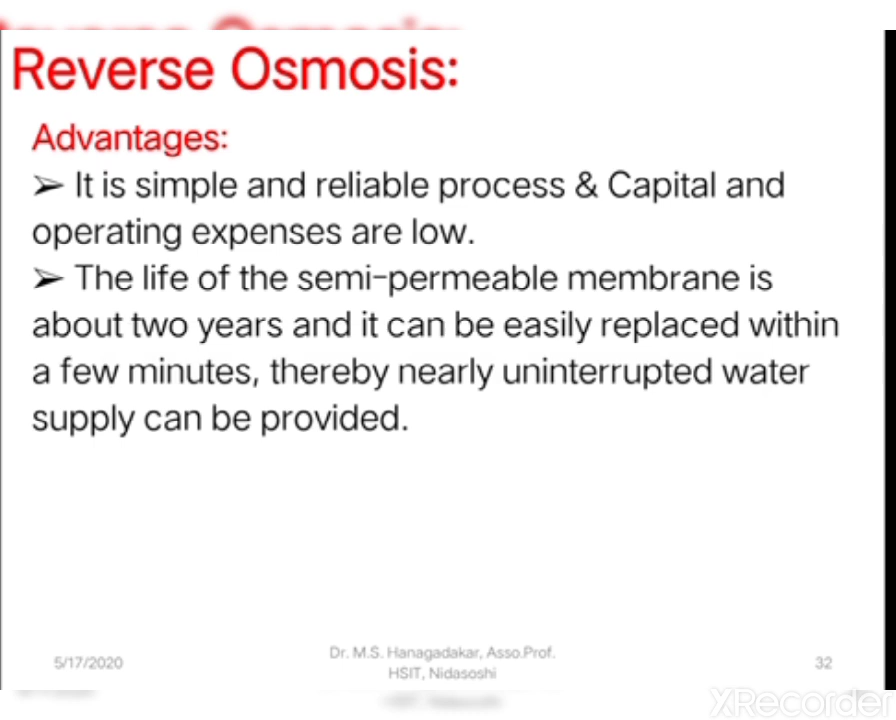 Reverse Osmosis:
Advantages:
➢ It is simple and reliable process & Capital and
operating expenses are low.
➢ The life of the semi-permeable membrane is
about two years and it can be easily replaced within
a few minutes, thereby nearly uninterrupted water
supply can be provided.
5/17/2020
Dr. M.S. Hanagadakar, Asso.Prof.
HSIT, Nidasoshi
32
XRecorder